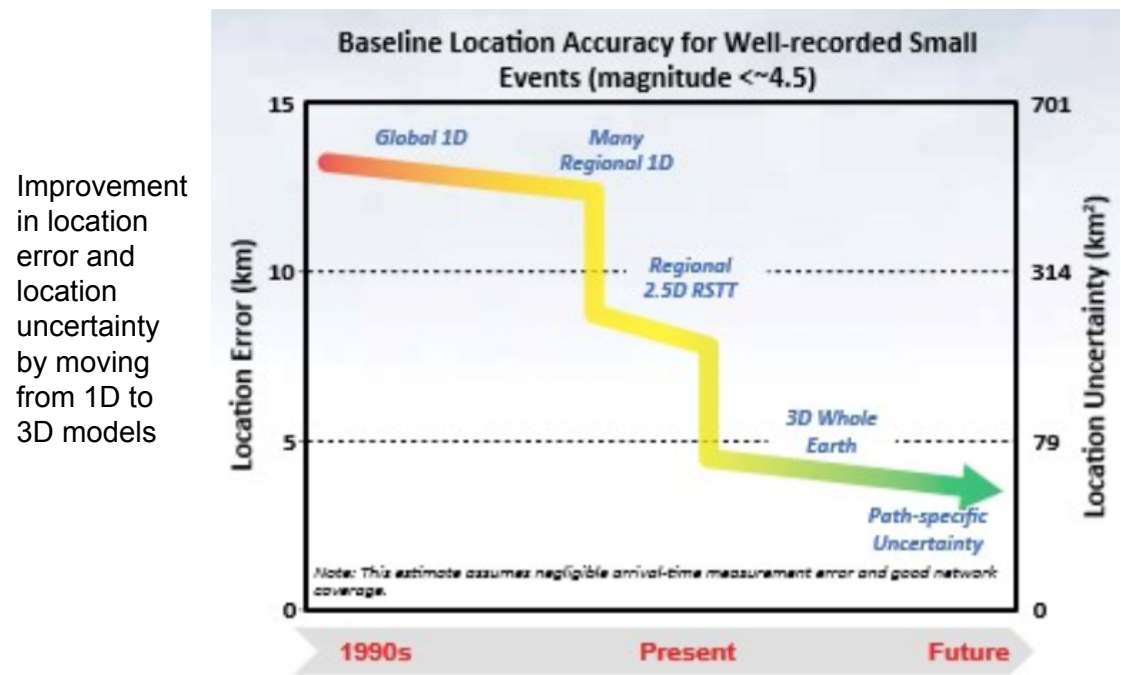 Improvement
in location
error and
location
uncertainty
by moving
from 1D to
3D models
Baseline Location Accuracy for Well-recorded Small
Events (magnitude <~4.5)
15
701
Global 1D
Many
Regional 1D
Location Error (km)
Location Uncertainty (km²)
10
314
Regional
2.5D RSTT
5
79
3D Whole
Earth
Path-specific
Uncertainty
Note: This estimate assumes negligible arrival-time measurement error and good network
coverage.
0
0
1990s
Present
Future